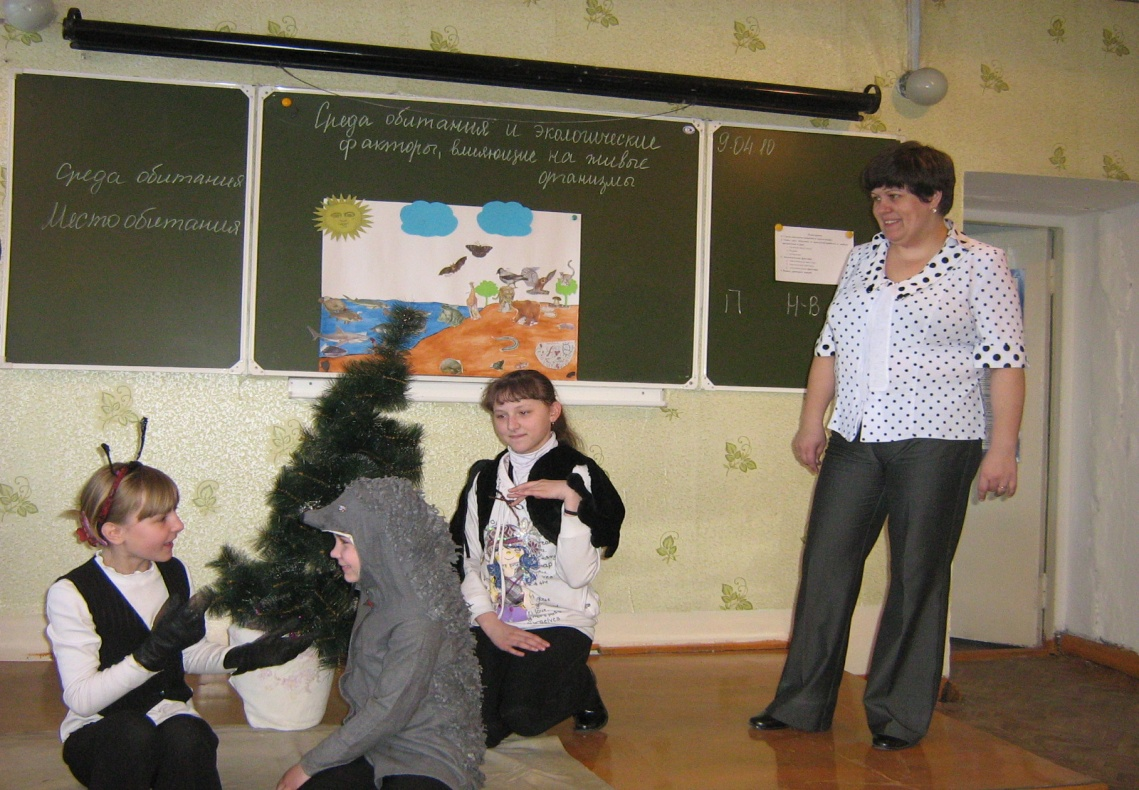 Среда обитания
Место обитания
Среда обитания и экологические
факторы, влияющие на живые
организмы
9.04.10
П Н-В